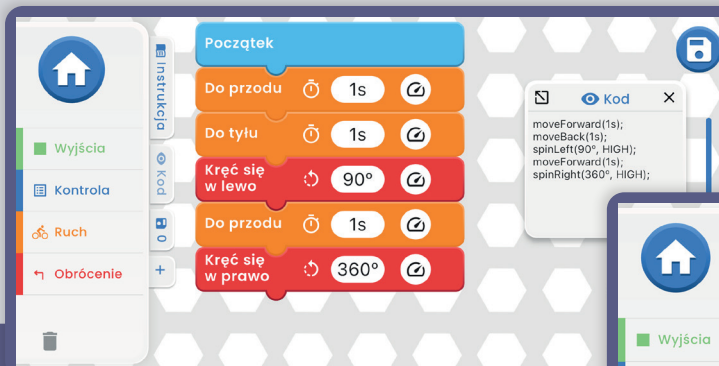 Wyjścia
Kontrola
Ruch
Obrócenie
Instrukcja
Kod
0
+
Początek
Do przodu 1s
Do tyłu 1s
Kręć się
w lewo 90°
Do przodu 1s
Kręć się
w prawo 360°
Kod
moveForward(1s);
moveBack(1s);
spinLeft(90°, HIGH);
moveForward(1s);
spinRight(360°, HIGH);
Wyjścia